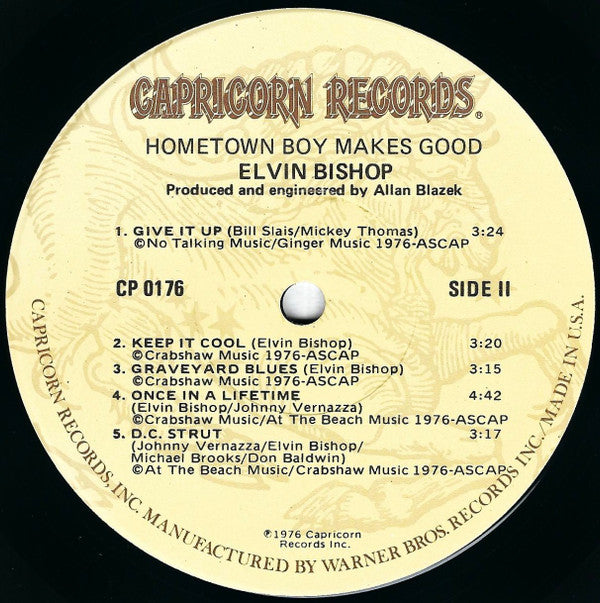 CAPRICORN RECORDS®
HOMETOWN BOY MAKES GOOD
ELVIN BISHOP
Produced and engineered by Allan Blazek
1. GIVE IT UP (Bill Slais/Mickey Thomas) 3:24
©No Talking Music/Ginger Music 1976-ASCAP
CP 0176 SIDE II
2. KEEP IT COOL (Elvin Bishop) 3:20
©Crabshaw Music 1976-ASCAP
3. GRAVEYARD BLUES (Elvin Bishop) 3:15
©Crabshaw Music 1976-ASCAP
4. ONCE IN A LIFETIME 4:42
(Elvin Bishop/Johnny Vernazza)
©Crabshaw Music/At The Beach Music 1976-ASCAP
5. D.C. STRUT 3:17
(Johnny Vernazza/Elvin Bishop/
Michael Brooks/Don Baldwin)
©At The Beach Music/Crabshaw Music 1976-ASCAP
℗1976 Capricorn
Records Inc.
CAPRICORN RECORDS, INC. MANUFACTURED BY WARNER BROS. RECORDS INC./MADE IN U.S.A.